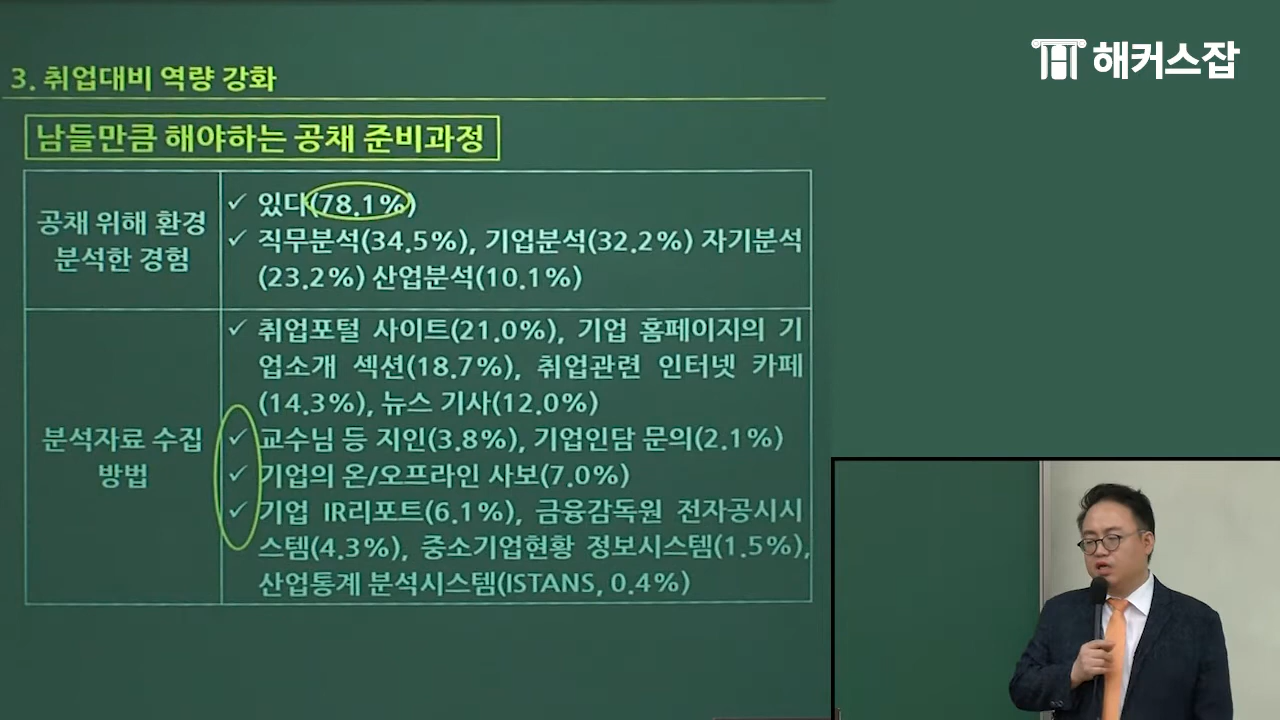 해커스잡
3. 취업대비 역량 강화
남들만큼 해야하는 공채 준비과정
공채 위해 환경
분석한 경험
✓ 있다(78.1%)
✓ 직무분석(34.5%), 기업분석(32.2%) 자기분석
(23.2%) 산업분석(10.1%)
분석자료 수집
방법
✓ 취업포털 사이트(21.0%), 기업 홈페이지의 기
업소개 섹션(18.7%), 취업관련 인터넷 카페
(14.3%), 뉴스 기사(12.0%)
✓ 교수님 등 지인(3.8%), 기업인담 문의(2.1%)
✓ 기업의 온/오프라인 사보(7.0%)
✓ 기업 IR리포트(6.1%), 금융감독원 전자공시시
스템(4.3%), 중소기업현황 정보시스템(1.5%),
산업통계 분석시스템(ISTANS, 0.4%)